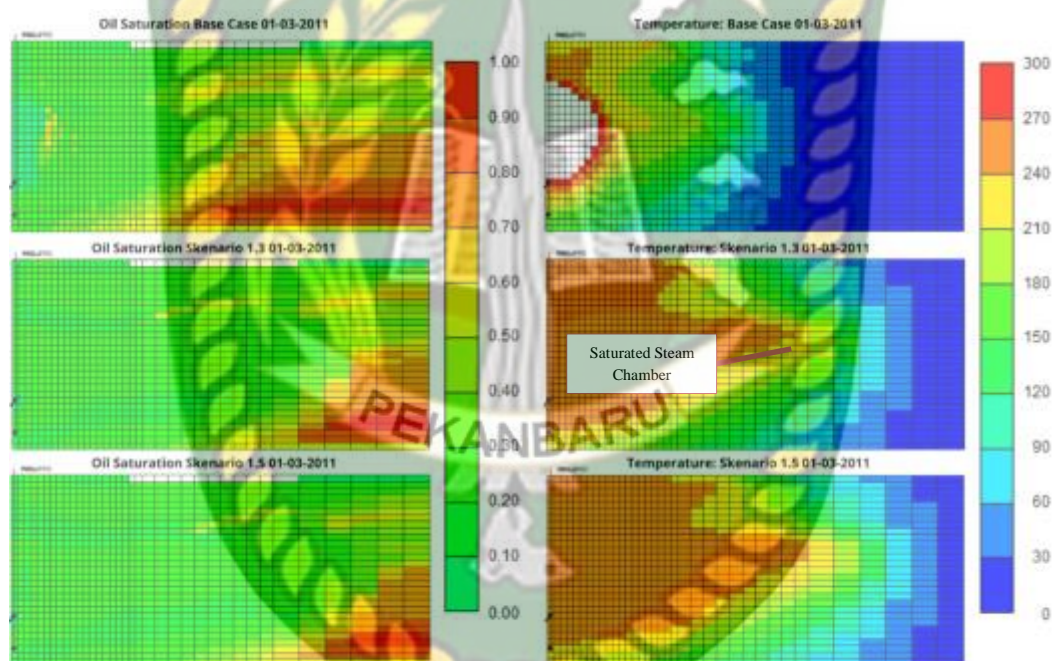 Oil Saturation Base Case 01-03-2011
Temperature: Base Case 01-03-2011
1.00
0.90
0.80
0.70
0.60
0.50
0.40
0.30
0.20
0.10
0.00
300
270
240
210
180
150
120
90
60
30
0
Oil Saturation Skenario 1.3 01-03-2011
Temperature: Skenario 1.3 01-03-2011
Saturated Steam
Chamber
PEKANBARU
Oil Saturation Skenario 1.5 01-03-2011
Temperature: Skenario 1.5 01-03-2011